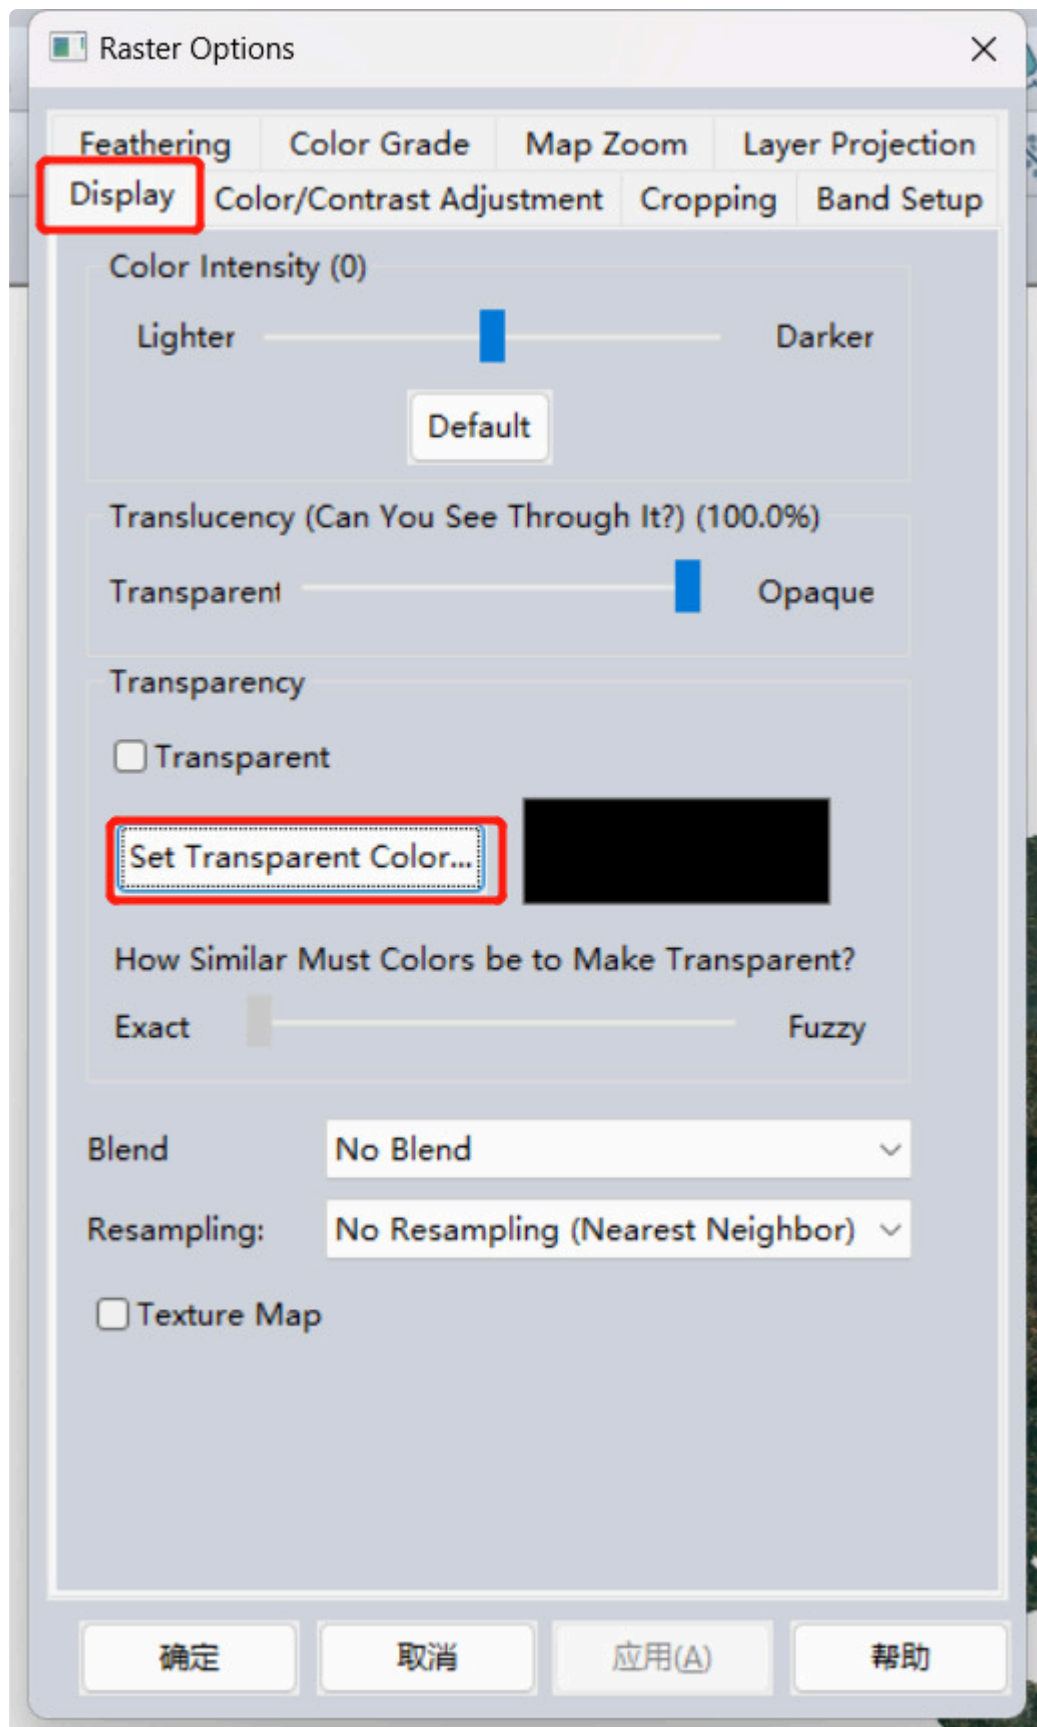 Raster Options
Feathering Color Grade Map Zoom Layer Projection
Display Color/Contrast Adjustment Cropping Band Setup
Color Intensity (0)
Lighter Darker
Default
Translucency (Can You See Through It?) (100.0%)
Transparent Opaque
Transparency
Transparent
Set Transparent Color...
How Similar Must Colors be to Make Transparent?
Exact Fuzzy
Blend No Blend
Resampling: No Resampling (Nearest Neighbor)
Texture Map
确定 取消 应用(A) 帮助